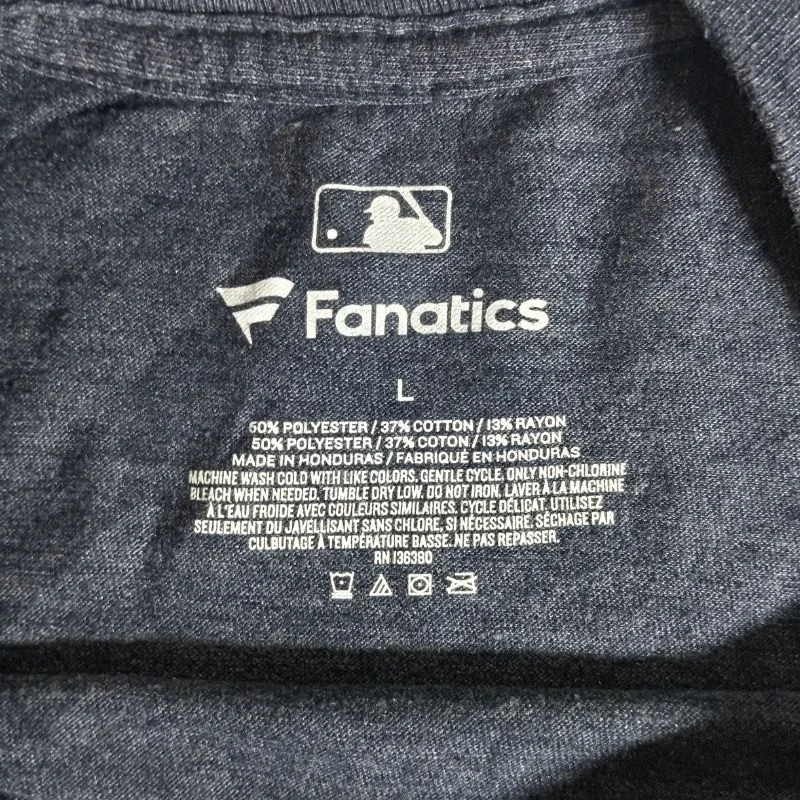 Fanatics
L
50% POLYESTER / 37% COTTON / 13% RAYON
50% POLYESTER / 37% COTON / 13% RAYON
MADE IN HONDURAS / FABRIQUÉ EN HONDURAS
MACHINE WASH COLD WITH LIKE COLORS. GENTLE CYCLE. ONLY NON-CHLORINE
BLEACH WHEN NEEDED. TUMBLE DRY LOW. DO NOT IRON. LAVER À LA MACHINE
À L'EAU FROIDE AVEC COULEURS SIMILAIRES. CYCLE DÉLICAT. UTILISEZ
SEULEMENT DU JAVELLISANT SANS CHLORE, SI NÉCESSAIRE. SÉCHAGE PAR
CULBUTAGE À TEMPÉRATURE BASSE. NE PAS REPASSER.
RN 136380